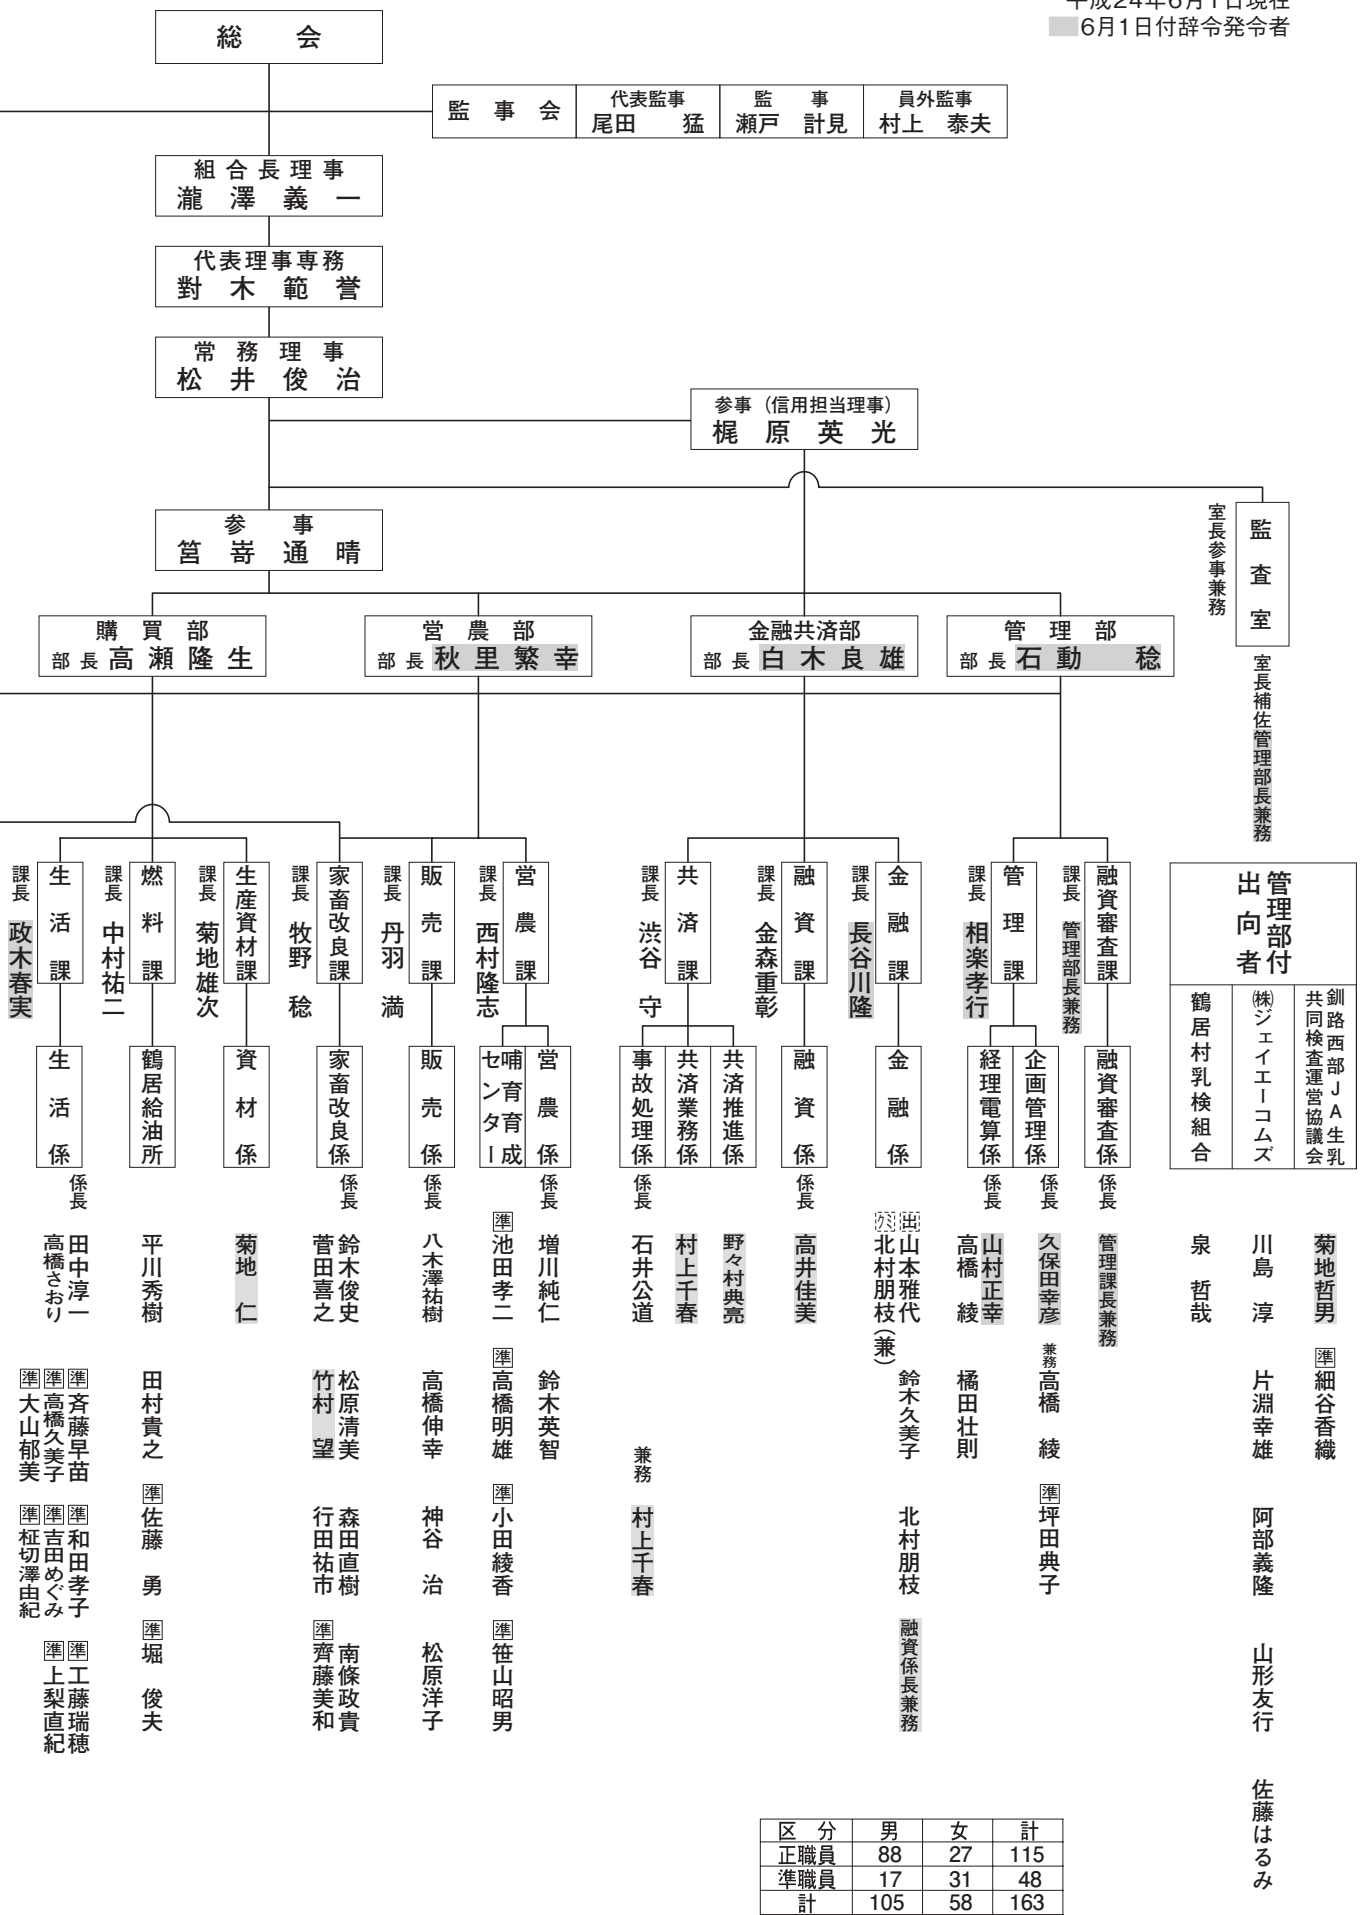 平成24年6月1日現在
6月1日付辞令発令者
総　会
監事会
代表監事
尾田　猛
監　事
瀬戸　計見
員外監事
村上　泰夫
組合長理事
瀧澤義一
代表理事専務
對木範誉
常務理事
松井俊治
参事（信用担当理事）
梶原英光
参　事
筥嵜通晴
監査室
室長参事兼務
室長補佐管理部長兼務
購買部
部長 高瀬隆生
営農部
部長 秋里繁幸
金融共済部
部長 白木良雄
管理部
部長 石動　稔
管理部付
出向者
釧路西部ＪＡ生乳
共同検査運営協議会
菊地哲男
準 細谷香織
㈱ジェイエーコムズ
川島　淳
片淵幸雄
阿部義隆
山形友行
佐藤はるみ
鶴居村乳検組合
泉　哲哉
融資審査課
課長　管理部長兼務
融資審査係
係長　管理課長兼務
管理課
課長　相楽孝行
企画管理係
係長　久保田幸彦
兼務 高橋　綾
準 坪田典子
経理電算係
係長　山村正幸
高橋　綾
橘田壮則
金融課
課長　長谷川隆
金融係
出 山本雅代
鈴木久美子
北村朋枝
融資係長兼務
北村朋枝（兼）
融資課
課長　金森重彰
融資係
係長　高井佳美
共済課
課長　渋谷　守
共済推進係
野々村典亮
共済業務係
村上千春
事故処理係
係長　石井公道
兼務　村上千春
営農課
課長　西村隆志
営農係
係長　増川純仁
鈴木英智
哺育育成
センター
準 池田孝二
準 高橋明雄
準 小田綾香
準 笹山昭男
販売課
課長　丹羽　満
販売係
係長　八木澤祐樹
高橋伸幸
神谷　治
松原洋子
家畜改良課
課長　牧野　稔
家畜改良係
係長　鈴木俊史
松原清美
森田直樹
南條政貴
菅田喜之
竹村　望
行田祐市
準 齊藤美和
生産資材課
課長　菊地雄次
資材係
菊地　仁
燃料課
課長　中村祐二
鶴居給油所
平川秀樹
田村貴之
準 佐藤　勇
準 堀　俊夫
生活課
課長　政木春実
生活係
係長　田中淳一
準 斉藤早苗
準 和田孝子
準 工藤瑞穂
高橋さおり
準 高橋久美子
準 吉田めぐみ
準 上梨直紀
準 大山郁美
準 柾切澤由紀
区　分　男　女　計
正職員　88　27　115
準職員　17　31　48
計　105　58　163